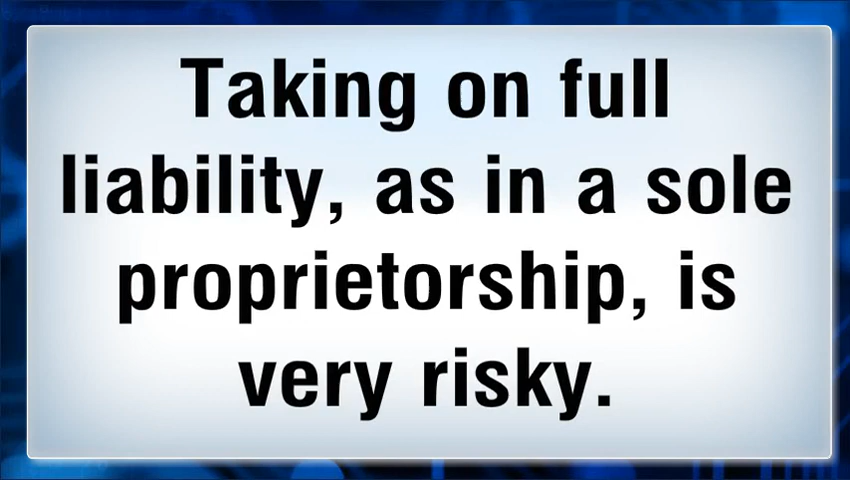 Taking on full
liability, as in a sole
proprietorship, is
very risky.